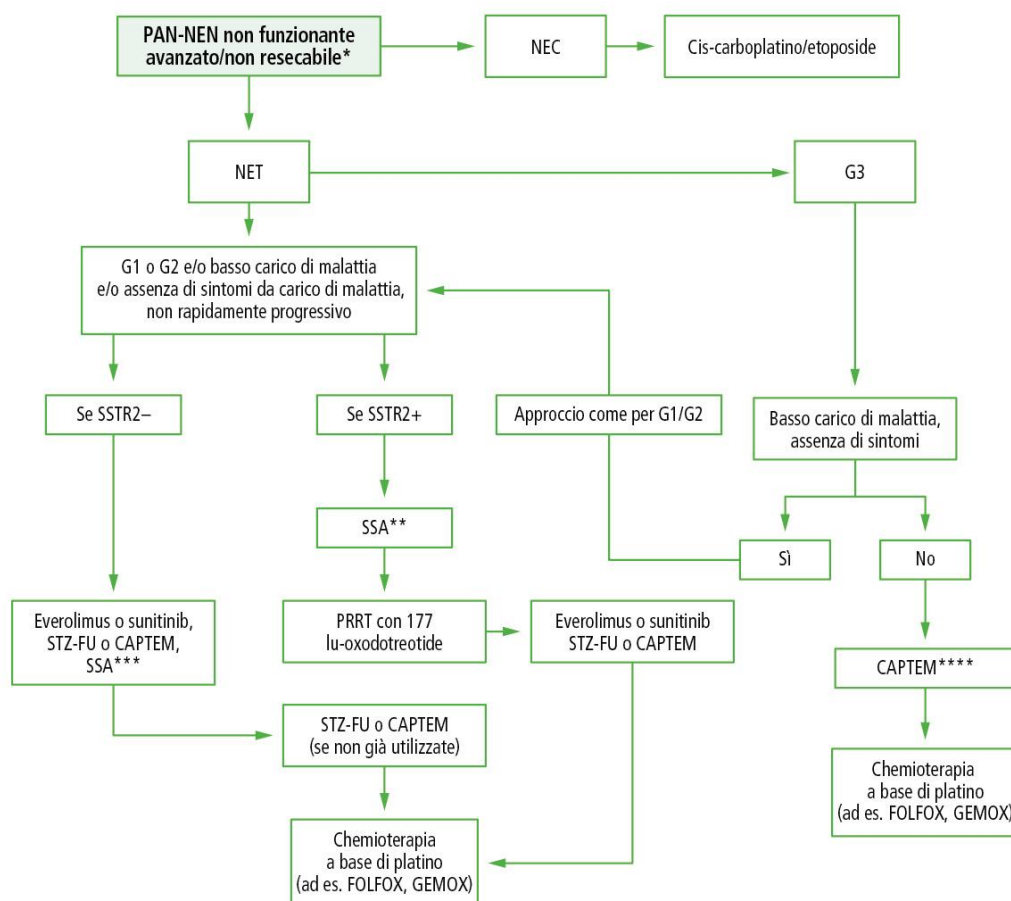 PAN-NEN non funzionante
avanzato/non resecabile*
NEC
Cis-carboplatino/etoposide
NET
G3
G1 o G2 e/o basso carico di malattia
e/o assenza di sintomi da carico di malattia,
non rapidamente progressivo
Se SSTR2–
Se SSTR2+
Approccio come per G1/G2
Basso carico di malattia,
assenza di sintomi
SSA**
Sì
No
Everolimus o sunitinib,
STZ-FU o CAPTEM,
SSA***
PRRT con 177
lu-oxodotreotide
Everolimus o sunitinib
STZ-FU o CAPTEM
CAPTEM****
STZ-FU o CAPTEM
(se non già utilizzate)
Chemioterapia
a base di platino
(ad es. FOLFOX, GEMOX)
Chemioterapia
a base di platino
(ad es. FOLFOX, GEMOX)